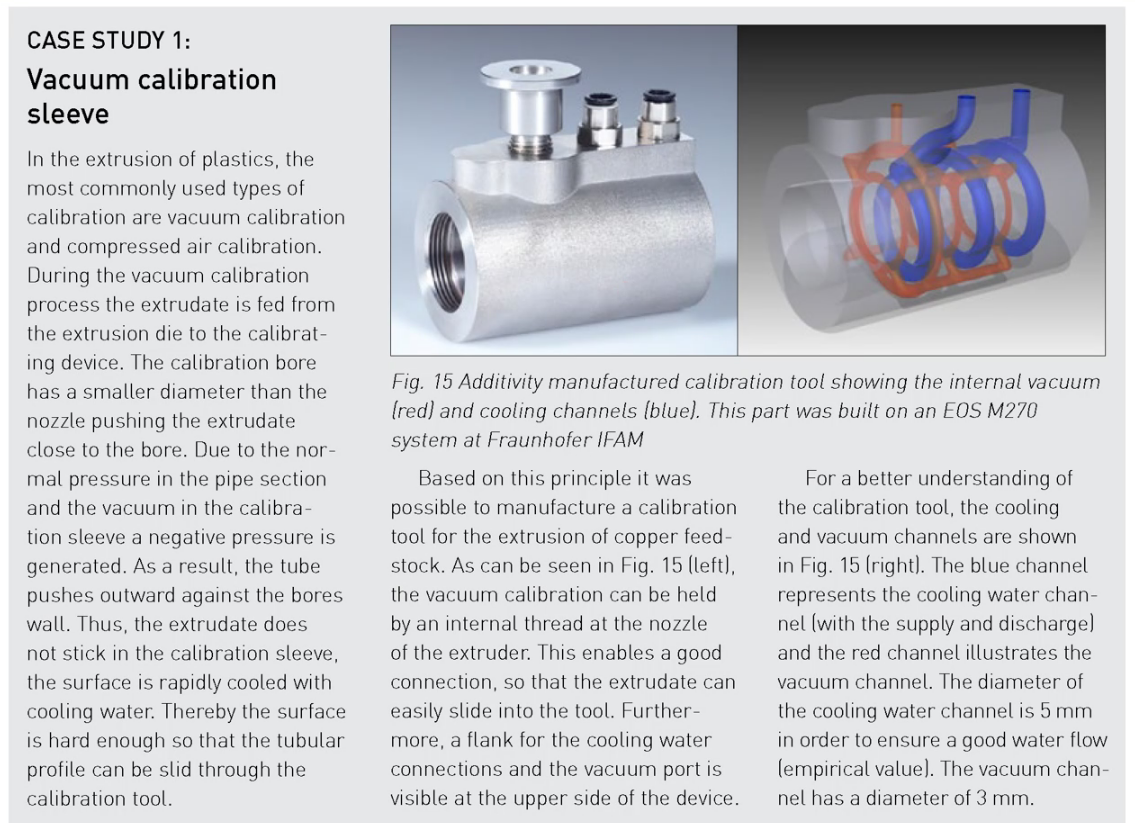 CASE STUDY 1:
Vacuum calibration
sleeve
In the extrusion of plastics, the
most commonly used types of
calibration are vacuum calibration
and compressed air calibration.
During the vacuum calibration
process the extrudate is fed from
the extrusion die to the calibrat-
ing device. The calibration bore
has a smaller diameter than the
nozzle pushing the extrudate
close to the bore. Due to the nor-
mal pressure in the pipe section
and the vacuum in the calibra-
tion sleeve a negative pressure is
generated. As a result, the tube
pushes outward against the bores
wall. Thus, the extrudate does
not stick in the calibration sleeve,
the surface is rapidly cooled with
cooling water. Thereby the surface
is hard enough so that the tubular
profile can be slid through the
calibration tool.
Fig. 15 Additivity manufactured calibration tool showing the internal vacuum
(red) and cooling channels (blue). This part was built on an EOS M270
system at Fraunhofer IFAM
Based on this principle it was
possible to manufacture a calibration
tool for the extrusion of copper feed-
stock. As can be seen in Fig. 15 (left),
the vacuum calibration can be held
by an internal thread at the nozzle
of the extruder. This enables a good
connection, so that the extrudate can
easily slide into the tool. Further-
more, a flank for the cooling water
connections and the vacuum port is
visible at the upper side of the device.
For a better understanding of
the calibration tool, the cooling
and vacuum channels are shown
in Fig. 15 (right). The blue channel
represents the cooling water chan-
nel (with the supply and discharge)
and the red channel illustrates the
vacuum channel. The diameter of
the cooling water channel is 5 mm
in order to ensure a good water flow
(empirical value). The vacuum chan-
nel has a diameter of 3 mm.